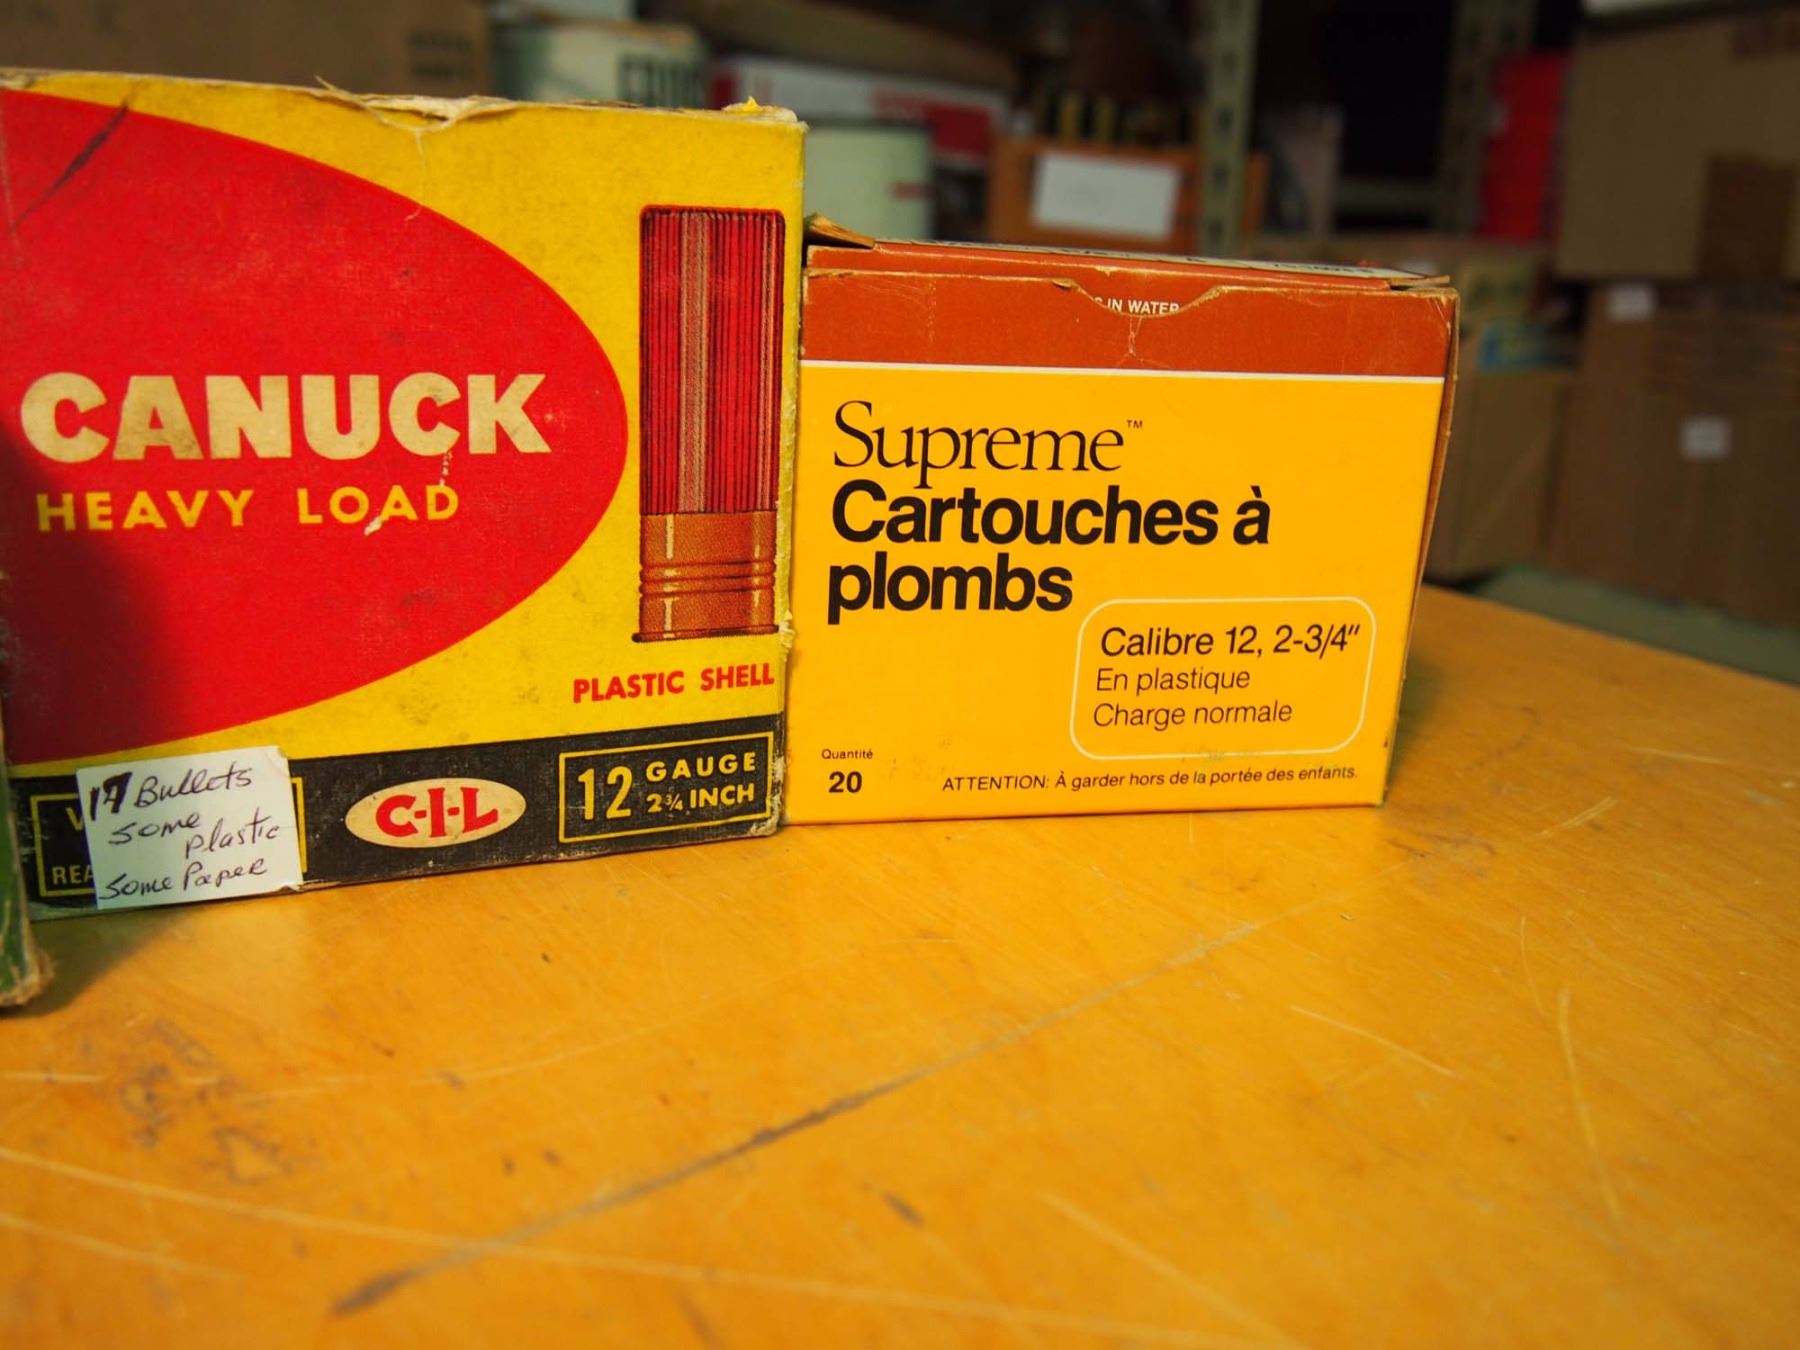 CANUCK
HEAVY LOAD
PLASTIC SHELL
17 Bullets
some
plastic
some Paper
C-I-L
12 GAUGE
2 3/4 INCH
IN WATER
Supreme™
Cartouches à
plombs
Calibre 12, 2-3/4"
En plastique
Charge normale
Quantité
20
ATTENTION: À garder hors de la portée des enfants.